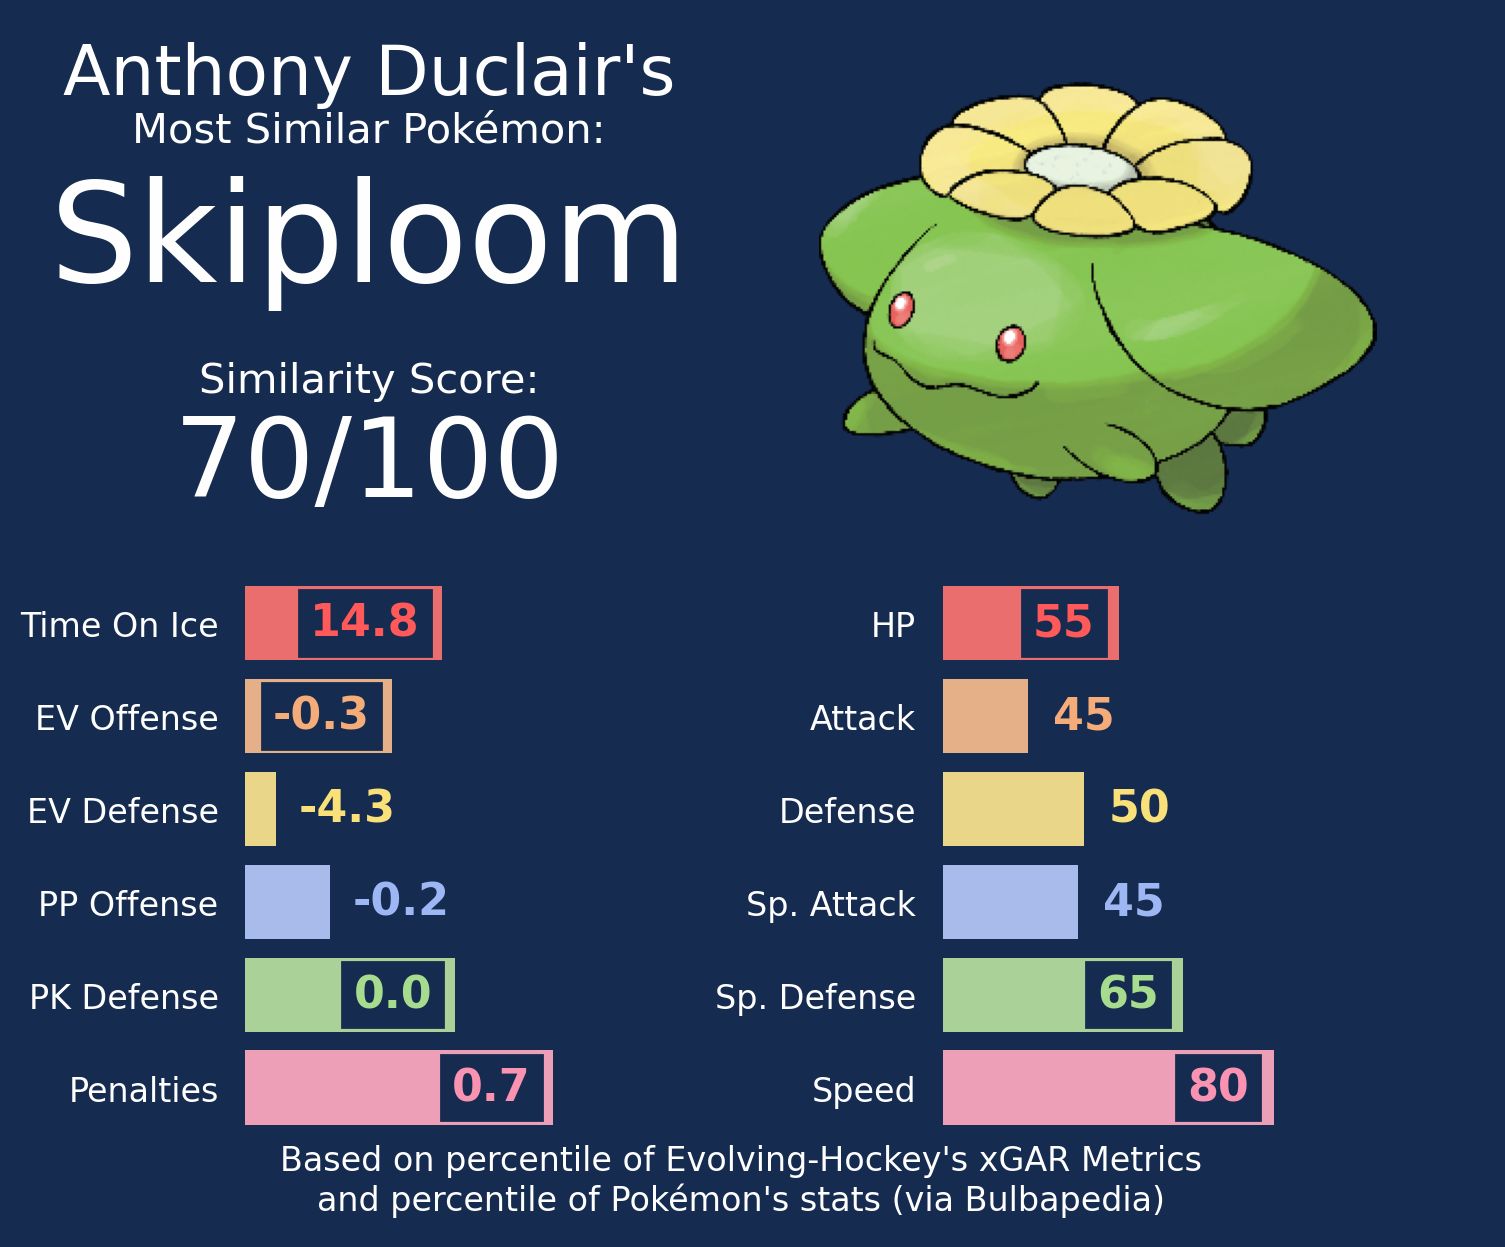 Anthony Duclair's
Most Similar Pokémon:
Skiploom
Similarity Score:
70/100
Time On Ice 14.8
EV Offense -0.3
EV Defense -4.3
PP Offense -0.2
PK Defense 0.0
Penalties 0.7
HP 55
Attack 45
Defense 50
Sp. Attack 45
Sp. Defense 65
Speed 80
Based on percentile of Evolving-Hockey's xGAR Metrics
and percentile of Pokémon's stats (via Bulbapedia)